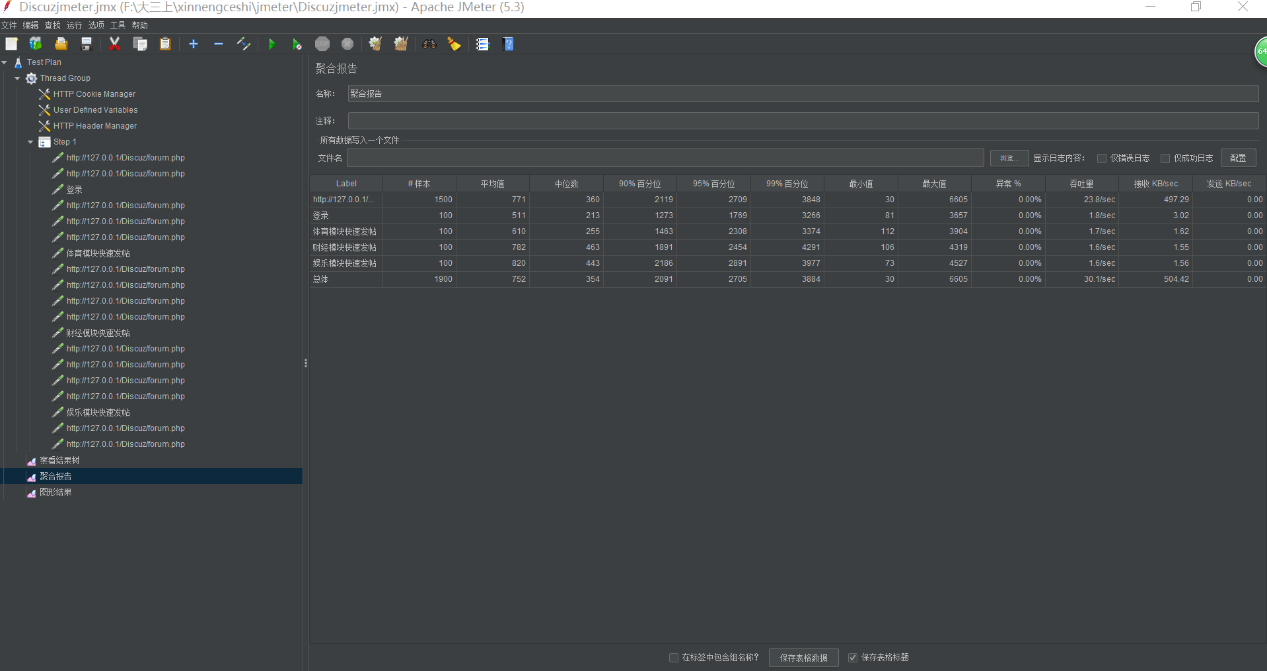 Discuzjmeter.jmx (F:\大三上\xinnengceshi\jmeter\Discuzjmeter.jmx) - Apache JMeter (5.3)
文件 编辑 查找 运行 选项 工具 帮助
64
Test Plan
Thread Group
HTTP Cookie Manager
User Defined Variables
HTTP Header Manager
Step 1
http://127.0.0.1/Discuz/forum.php
http://127.0.0.1/Discuz/forum.php
登录
http://127.0.0.1/Discuz/forum.php
http://127.0.0.1/Discuz/forum.php
http://127.0.0.1/Discuz/forum.php
体育模块快速发帖
http://127.0.0.1/Discuz/forum.php
http://127.0.0.1/Discuz/forum.php
http://127.0.0.1/Discuz/forum.php
http://127.0.0.1/Discuz/forum.php
财经模块快速发帖
http://127.0.0.1/Discuz/forum.php
http://127.0.0.1/Discuz/forum.php
http://127.0.0.1/Discuz/forum.php
http://127.0.0.1/Discuz/forum.php
娱乐模块快速发帖
http://127.0.0.1/Discuz/forum.php
http://127.0.0.1/Discuz/forum.php
察看结果树
聚合报告
图形结果
聚合报告
名称: 聚合报告
注释:
所有数据写入一个文件
文件名 浏览... 显示日志内容: 仅错误日志 仅成功日志 配置
Label # 样本 平均值 中位数 90% 百分位 95% 百分位 99% 百分位 最小值 最大值 异常 % 吞吐量 接收 KB/sec 发送 KB/sec
http://127.0.0.1/... 1500 771 360 2119 2709 3848 30 6605 0.00% 23.8/sec 497.29 0.00
登录 100 511 213 1273 1769 3266 81 3657 0.00% 1.8/sec 3.02 0.00
体育模块快速发帖 100 610 255 1463 2308 3374 112 3904 0.00% 1.7/sec 1.62 0.00
财经模块快速发帖 100 782 463 1891 2454 4291 106 4319 0.00% 1.6/sec 1.55 0.00
娱乐模块快速发帖 100 820 443 2186 2891 3977 73 4527 0.00% 1.6/sec 1.56 0.00
总体 1900 752 354 2091 2705 3884 30 6605 0.00% 30.1/sec 504.42 0.00
在标签中包含组名称? 保存表格数据 保存表格标题